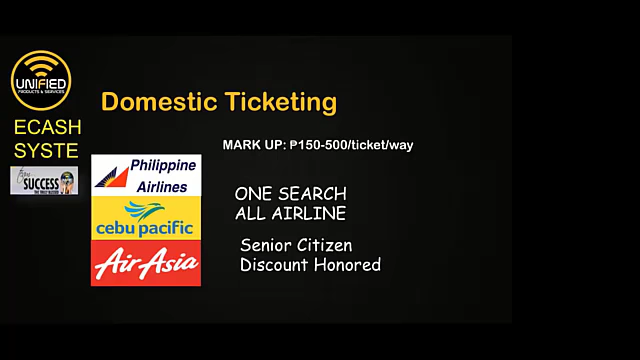 UNIFIED
PRODUCTS & SERVICES
Domestic Ticketing
ECASH
SYSTE
MARK UP: ₱150-500/ticket/way
SUCCESS
Philippine
Airlines
ONE SEARCH
ALL AIRLINE
cebu pacific
Senior Citizen
Discount Honored
AirAsia